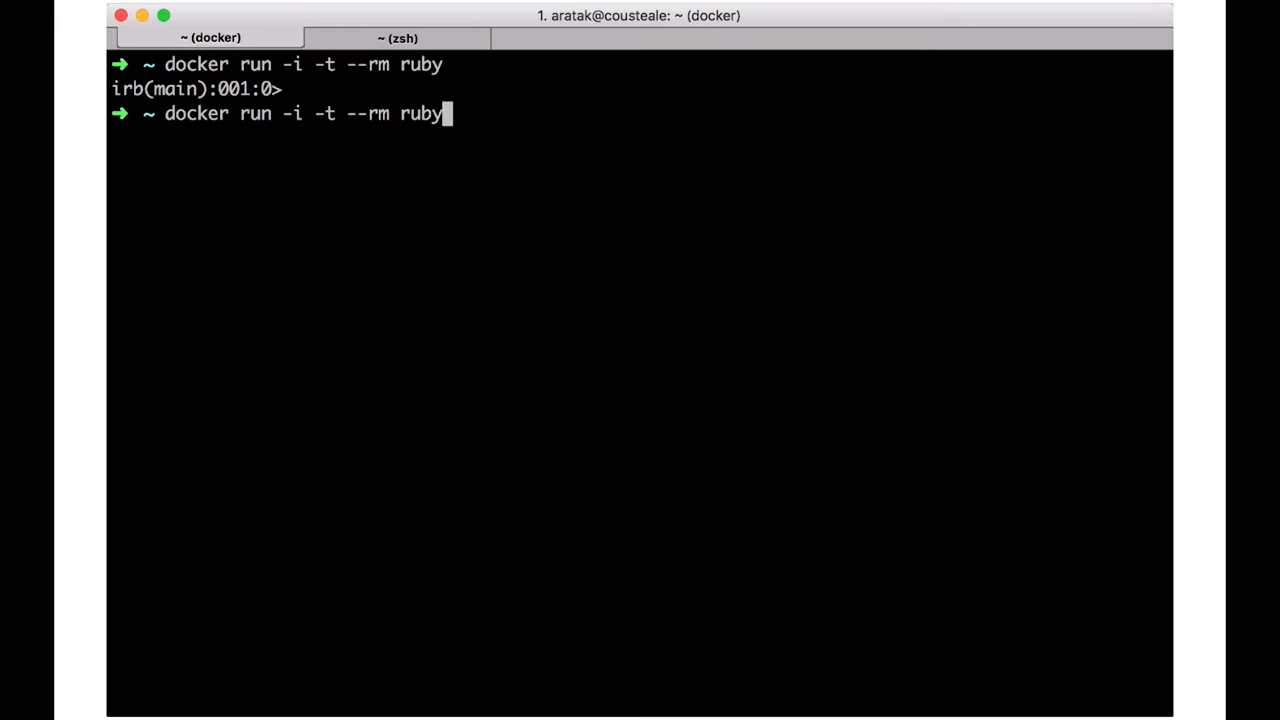 1. aratak@cousteale: ~ (docker)
~ (docker)
~ (zsh)
➜ ~ docker run -i -t --rm ruby
irb(main):001:0>
➜ ~ docker run -i -t --rm ruby